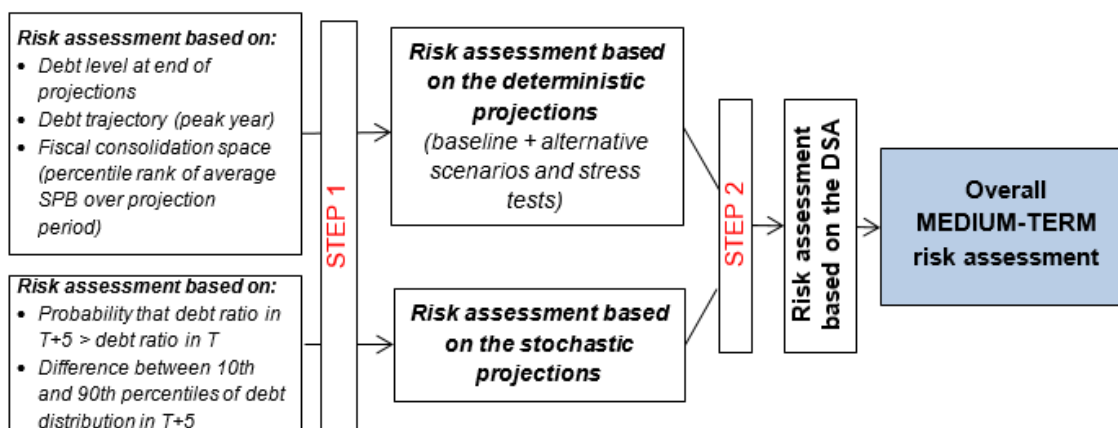 Risk assessment based on:
• Debt level at end of
projections
• Debt trajectory (peak year)
• Fiscal consolidation space
(percentile rank of average
SPB over projection
period)
Risk assessment based on:
• Probability that debt ratio in
T+5 > debt ratio in T
• Difference between 10th
and 90th percentiles of debt
distribution in T+5
STEP 1
Risk assessment based
on the deterministic
projections
(baseline + alternative
scenarios and stress
tests)
Risk assessment based
on the stochastic
projections
STEP 2
Risk assessment
based on the DSA
Overall
MEDIUM-TERM
risk assessment